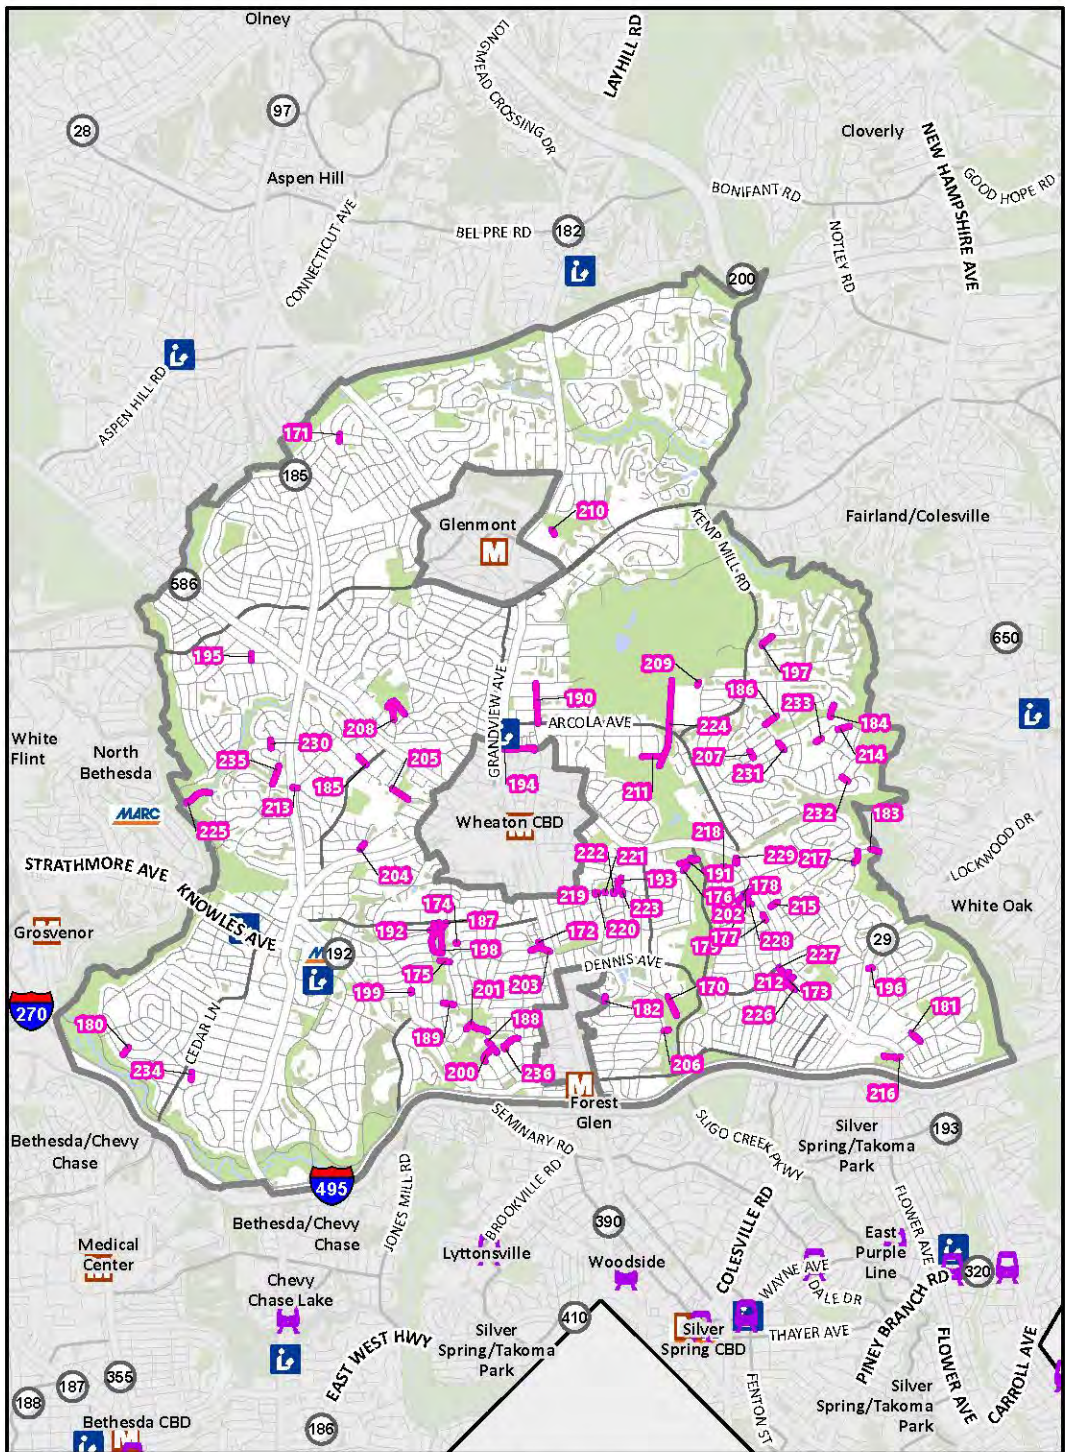 Olney
LONGMEAD CROSSING DR
LAYHILL RD
97
28
Cloverly
NEW HAMPSHIRE AVE
GOOD HOPE RD
Aspen Hill
BONIFANT RD
CONNECTICUT AVE
BEL PRE RD
182
NOTLEY RD
200
ASPEN HILL RD
171
185
210
Glenmont
M
KEMP MILL RD
Fairland/Colesville
586
650
195
209
197
190
186
233
GRANDVIEW AVE
208
ARCOLA AVE
224
184
214
White
Flint
North
Bethesda
230
235
205
207
231
194
185
213
211
232
MARC
225
Wheaton CBD
218
183
LOCKWOOD DR
STRATHMORE AVE
204
222
221
229
217
191
193
176
178
KNOWLES AVE
174
219
223
202
215
White Oak
187
192
172
220
179
177
228
Grosvenor
198
29
192
175
DENNIS AVE
227
203
212
173
196
199
201
170
270
182
226
181
CEDAR LN
189
188
180
206
200
236
234
216
M
Forest
Glen
SEMINARY RD
SLIGO CREEK PKWY
Silver
Spring/Takoma
Park
193
Bethesda/Chevy
Chase
JONES MILL RD
BROOKVILLE RD
495
FLOWER AVE
Bethesda/Chevy
Chase
390
COLESVILLE RD
East
Purple
Line
Medical
Center
Lyttonsville
Woodside
WAYNE AVE
320
Chevy
Chase Lake
DALE DR
PINEY BRANCH RD
410
EAST WEST HWY
Silver
Spring/Takoma
Park
Silver
Spring CBD
THAYER AVE
FLOWER AVE
CARROLL AVE
355
187
188
FENTON ST
Silver
Spring/Takoma
Park
Bethesda CBD
186
M